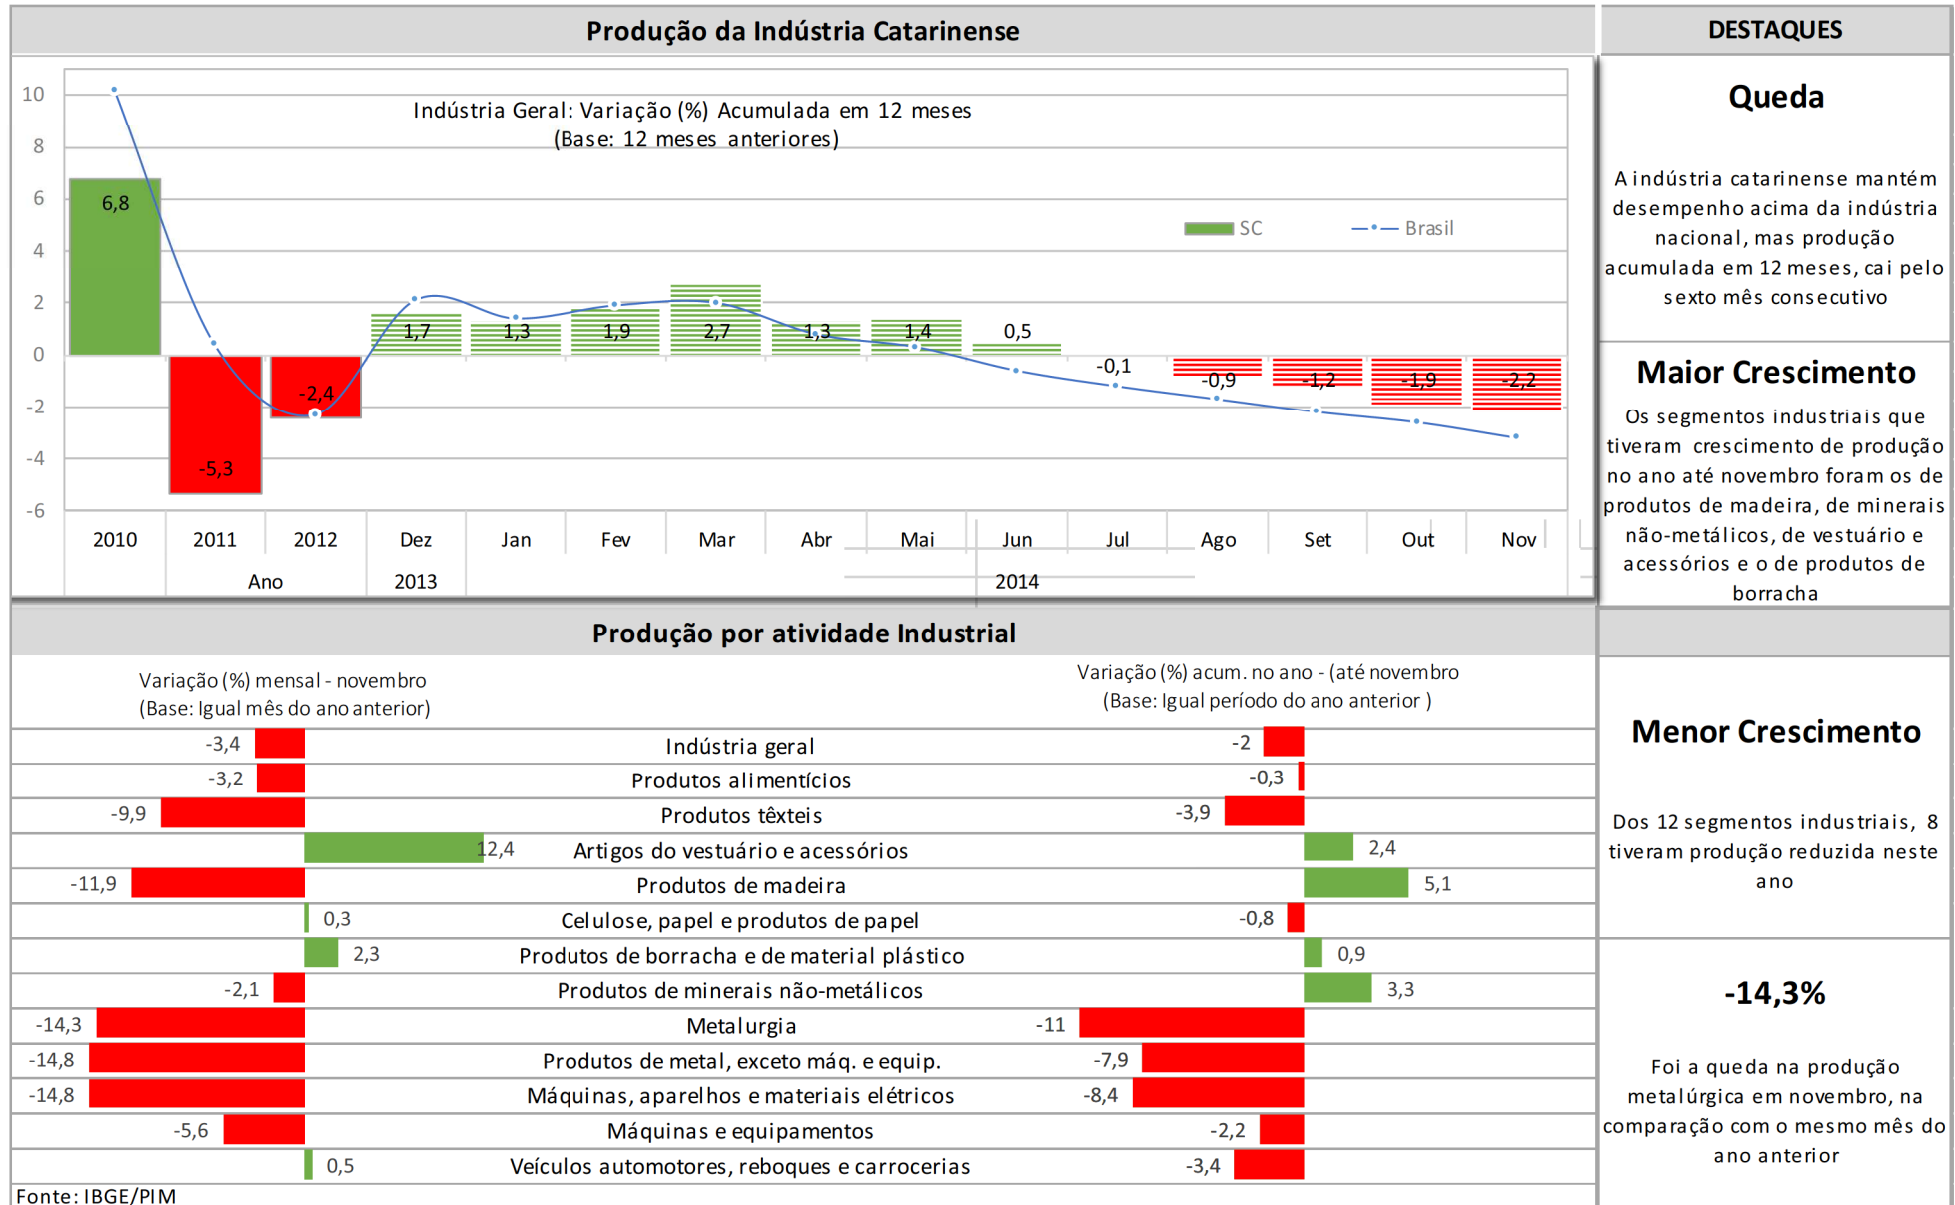 Produção da Indústria Catarinense
Indústria Geral: Variação (%) Acumulada em 12 meses
(Base: 12 meses anteriores)
SC
Brasil
10
8
6
4
2
0
-2
-4
-6
6,8
-5,3
-2,4
1,7
1,3
1,9
2,7
1,3
1,4
0,5
-0,1
-0,9
-1,2
-1,9
-2,2
2010 2011 2012 Dez Jan Fev Mar Abr Mai Jun Jul Ago Set Out Nov
Ano 2013 2014
DESTAQUES
Queda
A indústria catarinense mantém
desempenho acima da indústria
nacional, mas produção
acumulada em 12 meses, cai pelo
sexto mês consecutivo
Maior Crescimento
Os segmentos industriais que
tiveram crescimento de produção
no ano até novembro foram os de
produtos de madeira, de minerais
não-metálicos, de vestuário e
acessórios e o de produtos de
borracha
Produção por atividade Industrial
Variação (%) mensal - novembro
(Base: Igual mês do ano anterior)
Variação (%) acum. no ano - (até novembro
(Base: Igual período do ano anterior )
-3,4 Indústria geral -2
-3,2 Produtos alimentícios -0,3
-9,9 Produtos têxteis -3,9
12,4 Artigos do vestuário e acessórios 2,4
-11,9 Produtos de madeira 5,1
0,3 Celulose, papel e produtos de papel -0,8
2,3 Produtos de borracha e de material plástico 0,9
-2,1 Produtos de minerais não-metálicos 3,3
-14,3 Metalurgia -11
-14,8 Produtos de metal, exceto máq. e equip. -7,9
-14,8 Máquinas, aparelhos e materiais elétricos -8,4
-5,6 Máquinas e equipamentos -2,2
0,5 Veículos automotores, reboques e carrocerias -3,4
Fonte: IBGE/PIM
Menor Crescimento
Dos 12 segmentos industriais, 8
tiveram produção reduzida neste
ano
-14,3%
Foi a queda na produção
metalúrgica em novembro, na
comparação com o mesmo mês do
ano anterior